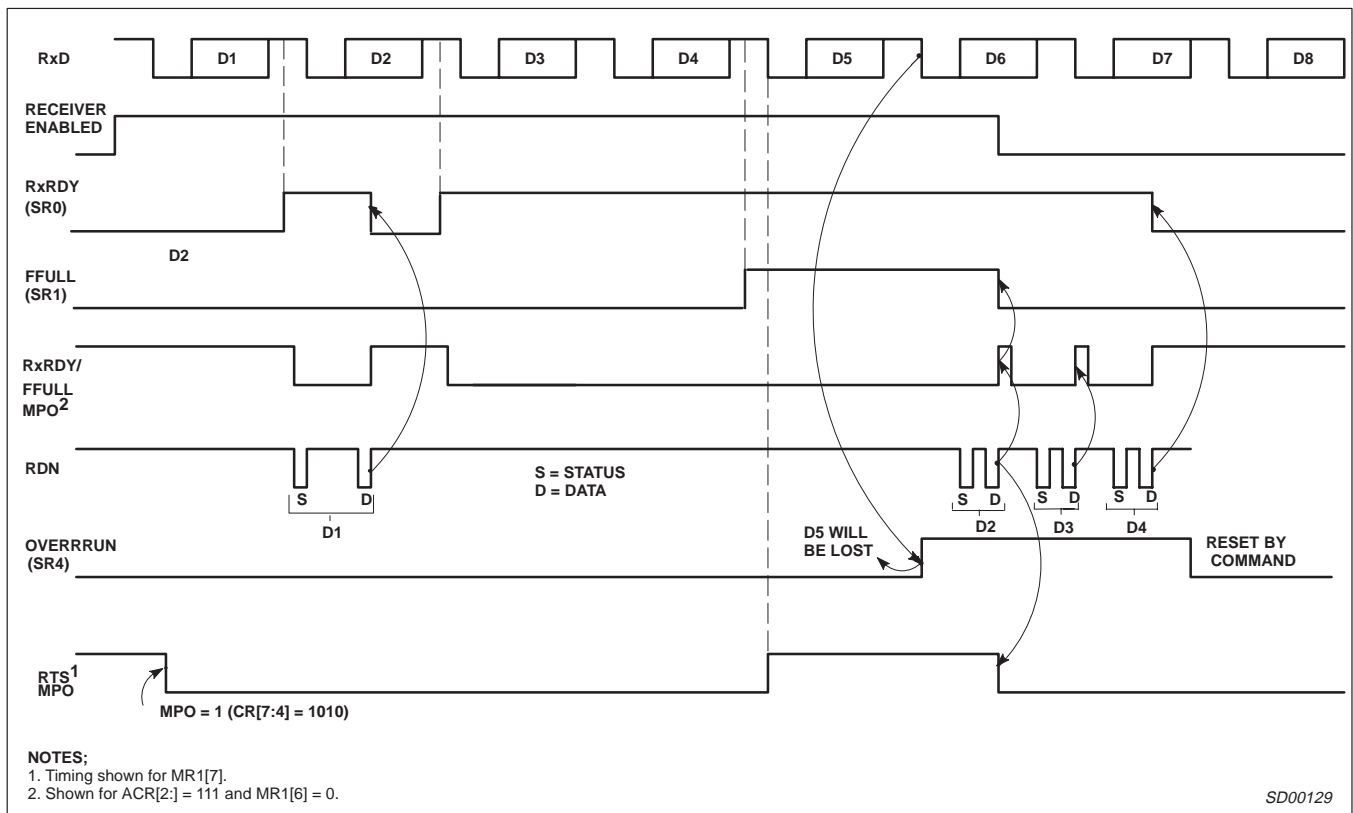 RxD D1 D2 D3 D4 D5 D6 D7 D8
RECEIVER
ENABLED
RxRDY
(SR0)
D2
FFULL
(SR1)
RxRDY/
FFULL
MPO2
RDN
S = STATUS
D = DATA
S D S D S D S D
D1 D2 D3 D4
OVERRRUN
(SR4)
D5 WILL
BE LOST
RESET BY
COMMAND
RTS1
MPO
MPO = 1 (CR[7:4] = 1010)
NOTES;
1. Timing shown for MR1[7].
2. Shown for ACR[2:] = 111 and MR1[6] = 0.
SD00129